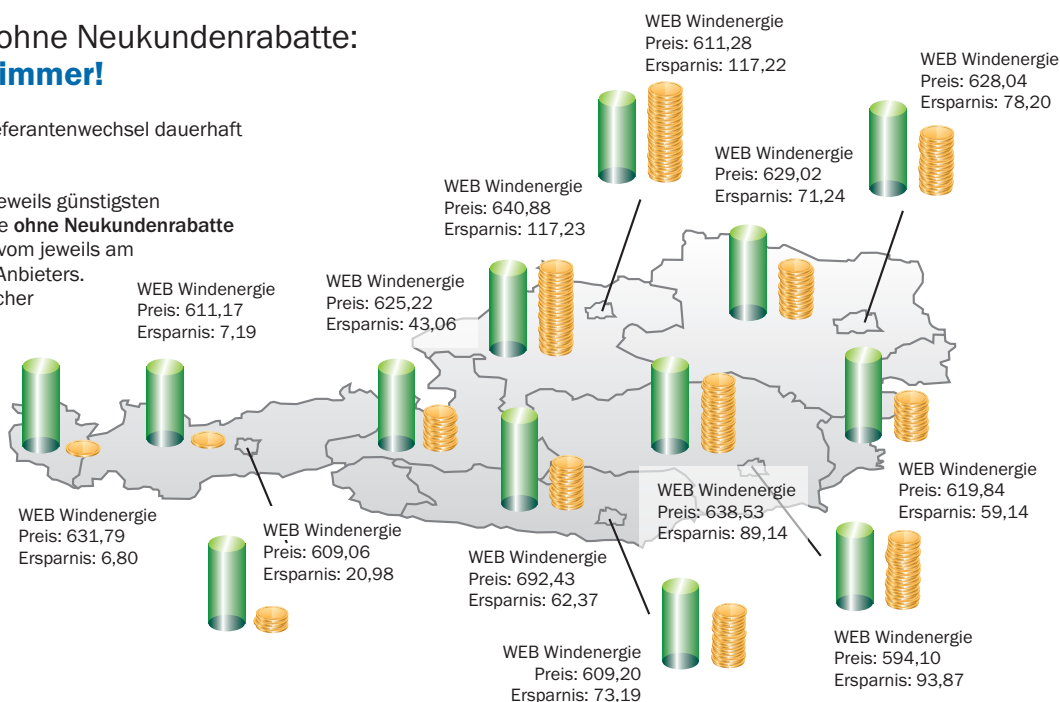 ohne Neukundenrabatte:
immer!
eferantenwechsel dauerhaft
eweils günstigsten
e ohne Neukundenrabatte
vom jeweils am
Anbieters.
cher
WEB Windenergie
Preis: 611,28
Ersparnis: 117,22
WEB Windenergie
Preis: 628,04
Ersparnis: 78,20
WEB Windenergie
Preis: 629,02
Ersparnis: 71,24
WEB Windenergie
Preis: 640,88
Ersparnis: 117,23
WEB Windenergie
Preis: 625,22
Ersparnis: 43,06
WEB Windenergie
Preis: 611,17
Ersparnis: 7,19
WEB Windenergie
Preis: 631,79
Ersparnis: 6,80
WEB Windenergie
Preis: 609,06
Ersparnis: 20,98
WEB Windenergie
Preis: 692,43
Ersparnis: 62,37
WEB Windenergie
Preis: 638,53
Ersparnis: 89,14
WEB Windenergie
Preis: 619,84
Ersparnis: 59,14
WEB Windenergie
Preis: 609,20
Ersparnis: 73,19
WEB Windenergie
Preis: 594,10
Ersparnis: 93,87